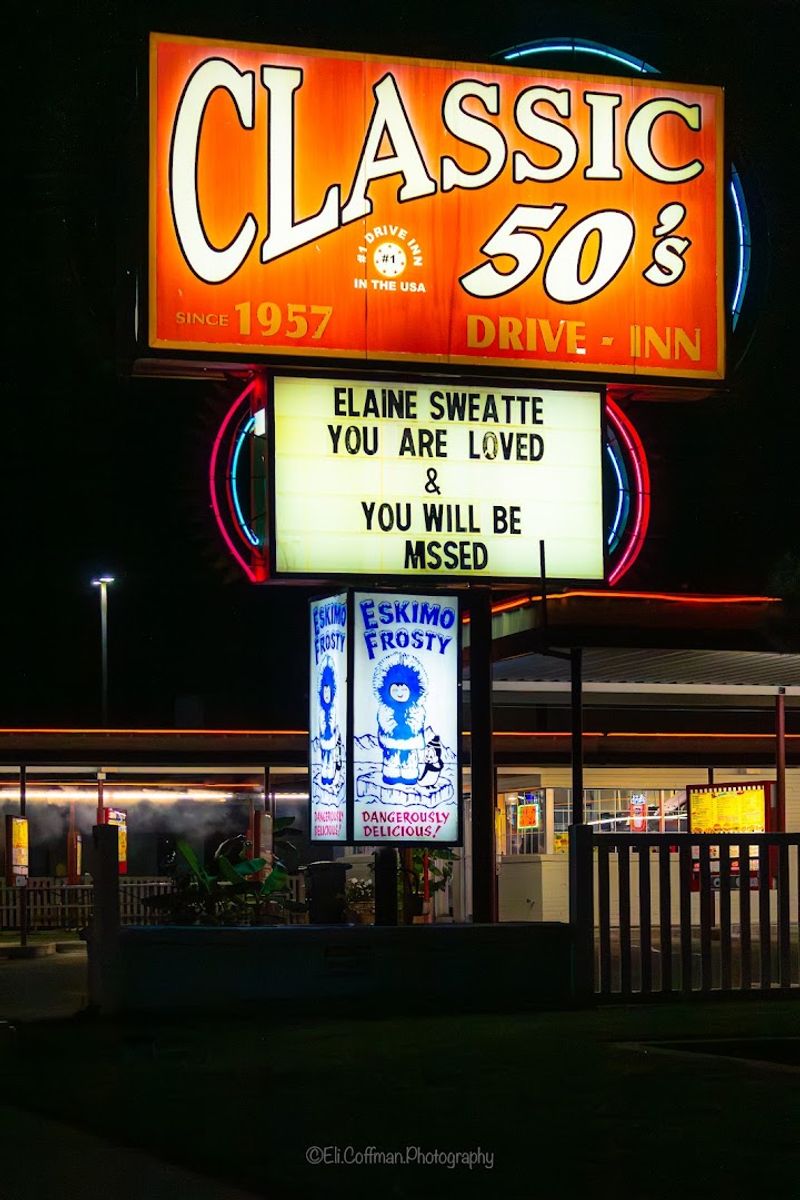 CLASSIC
50's
#1 DRIVE INN
#1
IN THE USA
SINCE 1957
DRIVE - INN
ELAINE SWEATTE
YOU ARE LOVED
&
YOU WILL BE
MSSED
ESKIMO
FROSTY
DANGEROUSLY
DELICIOUS!
ESKIMO
FROSTY
DANGEROUSLY
DELICIOUS!
©Eli.Coffman.Photography